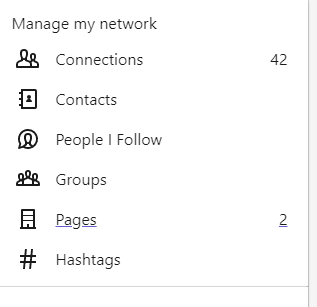 Manage my network
Connections 42
Contacts
People I Follow
Groups
Pages 2
Hashtags